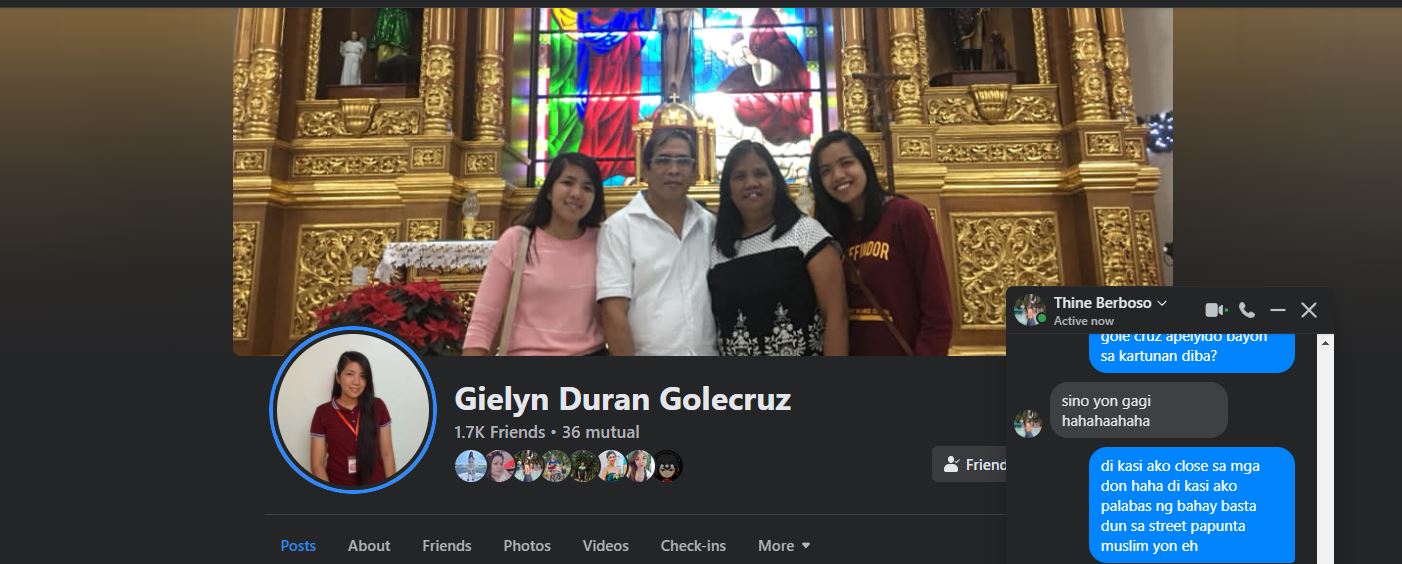 FFINDOR
Gielyn Duran Golecruz
1.7K Friends • 36 mutual
Friend
Posts
About
Friends
Photos
Videos
Check-ins
More
Thine Berboso
Active now
gole cruz apelyido bayon
sa kartunan diba?
sino yon gagi
hahahaahaha
di kasi ako close sa mga
don haha di kasi ako
palabas ng bahay basta
dun sa street papunta
muslim yon eh